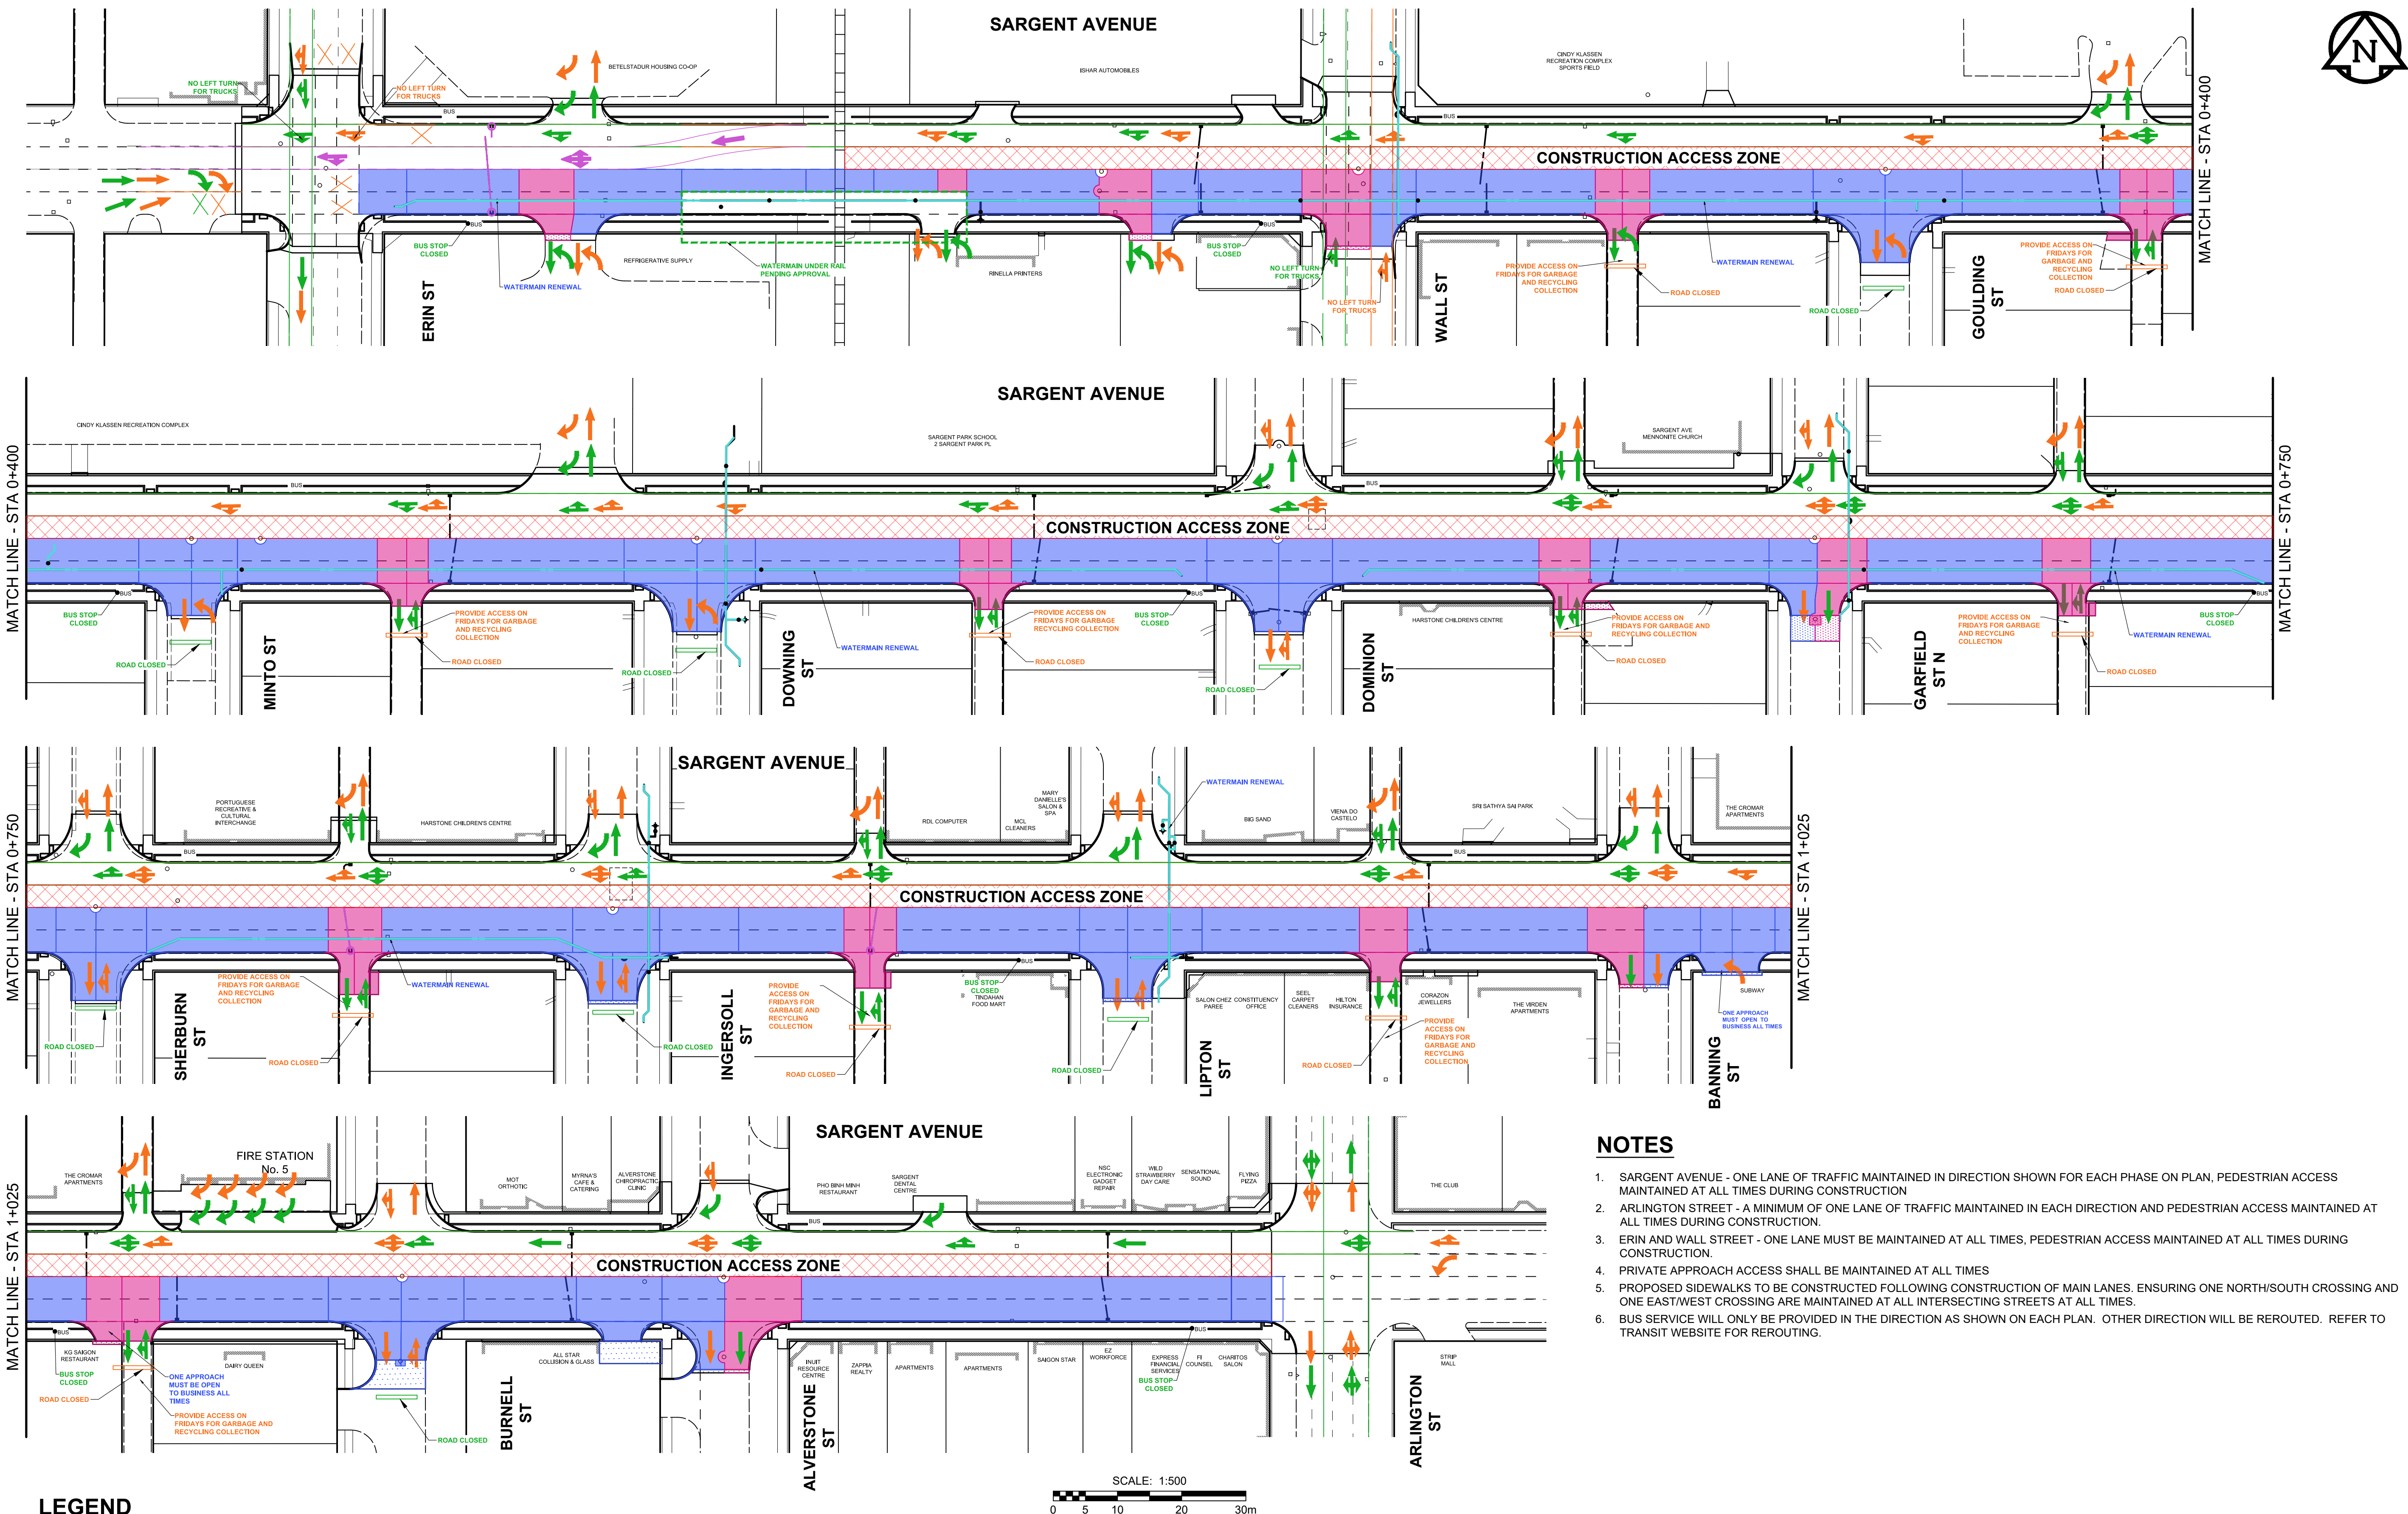 SARGENT AVENUE
N
NO LEFT TURN
FOR TRUCKS
NO LEFT TURN
FOR TRUCKS
BETELSTADUR HOUSING CO-OP
ISHAR AUTOMOBILES
CINDY KLASSEN
RECREATION COMPLEX
SPORTS FIELD
BUS
BUS
CONSTRUCTION ACCESS ZONE
MATCH LINE - STA 0+400
BUS
BUS STOP
CLOSED
WATERMAIN RENEWAL
REFRIGERATIVE SUPPLY
WATERMAIN UNDER RAIL
PENDING APPROVAL
RINELLA PRINTERS
BUS
BUS STOP
CLOSED
NO LEFT TURN
FOR TRUCKS
NO LEFT TURN
FOR TRUCKS
PROVIDE ACCESS ON
FRIDAYS FOR GARBAGE
AND RECYCLING
COLLECTION
ROAD CLOSED
WATERMAIN RENEWAL
ROAD CLOSED
PROVIDE ACCESS ON
FRIDAYS FOR
GARBAGE AND
RECYCLING
COLLECTION
ROAD CLOSED
ERIN ST
WALL ST
GOULDING
ST
MATCH LINE - STA 0+400
SARGENT AVENUE
CINDY KLASSEN RECREATION COMPLEX
SARGENT PARK SCHOOL
2 SARGENT PARK PL
SARGENT AVE
MENNONITE CHURCH
BUS
BUS
CONSTRUCTION ACCESS ZONE
MATCH LINE - STA 0+750
BUS
BUS STOP
CLOSED
ROAD CLOSED
PROVIDE ACCESS ON
FRIDAYS FOR GARBAGE
AND RECYCLING
COLLECTION
ROAD CLOSED
ROAD CLOSED
WATERMAIN RENEWAL
PROVIDE ACCESS ON
FRIDAYS FOR GARBAGE
RECYCLING COLLECTION
ROAD CLOSED
BUS
BUS STOP
CLOSED
ROAD CLOSED
HARSTONE CHILDREN'S CENTRE
PROVIDE ACCESS ON
FRIDAYS FOR GARBAGE AND
RECYCLING COLLECTION
ROAD CLOSED
PROVIDE ACCESS ON
FRIDAYS FOR GARBAGE
AND RECYCLING
COLLECTION
ROAD CLOSED
BUS
BUS STOP
CLOSED
WATERMAIN RENEWAL
MINTO ST
DOWNING
ST
DOMINION
ST
GARFIELD
ST N
MATCH LINE - STA 0+750
SARGENT AVENUE
PORTUGUESE
RECREATIVE &
CULTURAL
INTERCHANGE
HARSTONE CHILDREN'S CENTRE
RDL COMPUTER
MCL
CLEANERS
MARY
DANIELLE'S
SALON &
SPA
WATERMAIN RENEWAL
BIG SAND
VIENA DO
CASTELO
SRI SATHYA SAI PARK
THE CROMAR
APARTMENTS
BUS
BUS
CONSTRUCTION ACCESS ZONE
MATCH LINE - STA 1+025
ROAD CLOSED
PROVIDE ACCESS ON
FRIDAYS FOR GARBAGE
AND RECYCLING
COLLECTION
ROAD CLOSED
WATERMAIN RENEWAL
ROAD CLOSED
PROVIDE
ACCESS ON
FRIDAYS FOR
GARBAGE AND
RECYCLING
COLLECTION
ROAD CLOSED
BUS
BUS STOP
CLOSED
TINDAHAN
FOOD MART
ROAD CLOSED
SALON CHEZ
PAREE
CONSTITUENCY
OFFICE
SEEL
CARPET
CLEANERS
HILTON
INSURANCE
ROAD CLOSED
CORAZON
JEWELLERS
PROVIDE
ACCESS ON
FRIDAYS FOR
GARBAGE AND
RECYCLING
COLLECTION
THE VIRDEN
APARTMENTS
SUBWAY
ONE APPROACH
MUST OPEN TO
BUSINESS ALL TIMES
SHERBURN
ST
INGERSOLL
ST
LIPTON
ST
BANNING
ST
MATCH LINE - STA 1+025
SARGENT AVENUE
THE CROMAR
APARTMENTS
FIRE STATION
No. 5
MOT
ORTHOTIC
MYRNA'S
CAFE &
CATERING
ALVERSTONE
CHIROPRACTIC
CLINIC
PHO BINH MINH
RESTAURANT
SARGENT
DENTAL
CENTRE
NSC
ELECTRONIC
GADGET
REPAIR
WILD
STRAWBERRY
DAY CARE
SENSATIONAL
SOUND
FLYING
PIZZA
THE CLUB
BUS
CONSTRUCTION ACCESS ZONE
BUS
KG SAIGON
RESTAURANT
BUS STOP
CLOSED
ROAD CLOSED
DAIRY QUEEN
ONE APPROACH
MUST BE OPEN
TO BUSINESS ALL
TIMES
PROVIDE ACCESS ON
FRIDAYS FOR GARBAGE AND
RECYCLING COLLECTION
ROAD CLOSED
ALL STAR
COLLISION & GLASS
INUIT
RESOURCE
CENTRE
ZAPPIA
REALTY
APARTMENTS
APARTMENTS
SAIGON STAR
EZ
WORKFORCE
EXPRESS
FINANCIAL
SERVICES
FI
COUNSEL
CHARITOS
SALON
BUS
BUS STOP
CLOSED
STRIP
MALL
BURNELL
ST
ALVERSTONE
ST
ARLINGTON
ST
NOTES
1. SARGENT AVENUE - ONE LANE OF TRAFFIC MAINTAINED IN DIRECTION SHOWN FOR EACH PHASE ON PLAN, PEDESTRIAN ACCESS
MAINTAINED AT ALL TIMES DURING CONSTRUCTION
2. ARLINGTON STREET - A MINIMUM OF ONE LANE OF TRAFFIC MAINTAINED IN EACH DIRECTION AND PEDESTRIAN ACCESS MAINTAINED AT
ALL TIMES DURING CONSTRUCTION.
3. ERIN AND WALL STREET - ONE LANE MUST BE MAINTAINED AT ALL TIMES, PEDESTRIAN ACCESS MAINTAINED AT ALL TIMES DURING
CONSTRUCTION.
4. PRIVATE APPROACH ACCESS SHALL BE MAINTAINED AT ALL TIMES
5. PROPOSED SIDEWALKS TO BE CONSTRUCTED FOLLOWING CONSTRUCTION OF MAIN LANES. ENSURING ONE NORTH/SOUTH CROSSING AND
ONE EAST/WEST CROSSING ARE MAINTAINED AT ALL INTERSECTING STREETS AT ALL TIMES.
6. BUS SERVICE WILL ONLY BE PROVIDED IN THE DIRECTION AS SHOWN ON EACH PLAN. OTHER DIRECTION WILL BE REROUTED. REFER TO
TRANSIT WEBSITE FOR REROUTING.
SCALE: 1:500
0 5 10 20 30m
LEGEND